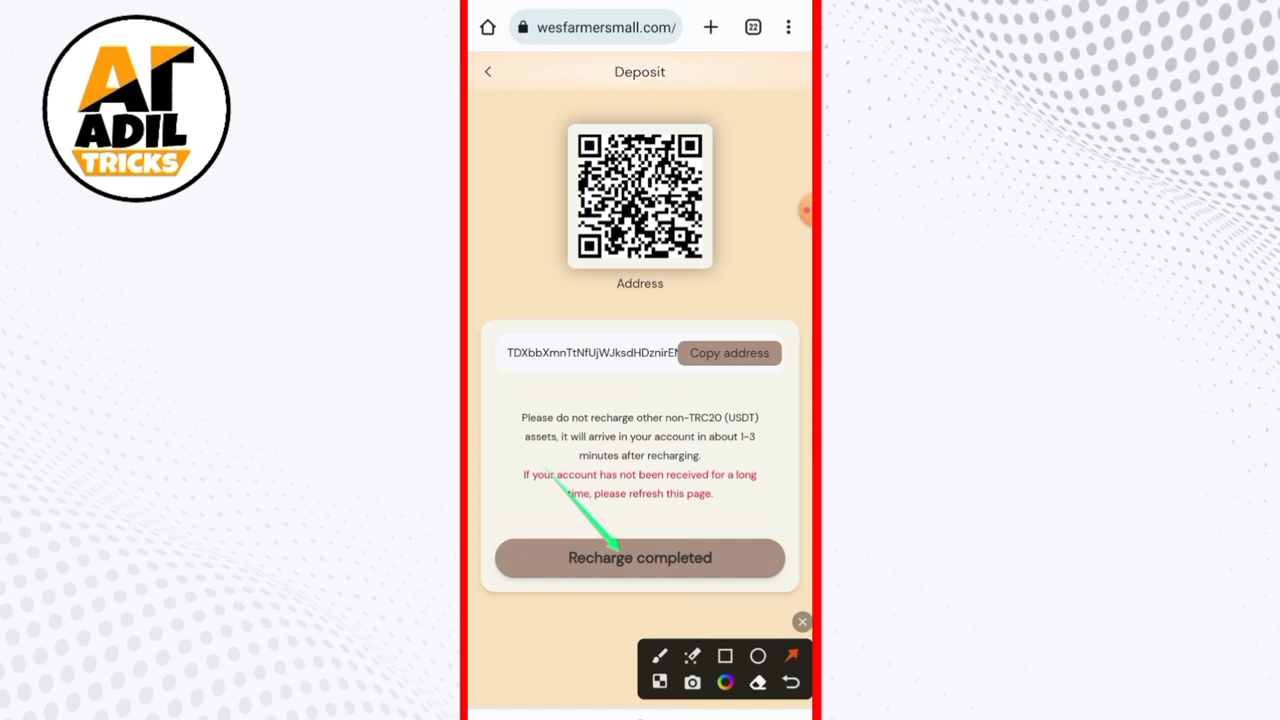 AT
ADIL
TRICKS
wesfarmersmall.com/
22
Deposit
Address
TDXbbXmnTtNfUjWJksdHDznirEN
Copy address
Please do not recharge other non-TRC20 (USDT)
assets, it will arrive in your account in about 1-3
minutes after recharging.
If your account has not been received for a long
time, please refresh this page.
Recharge completed